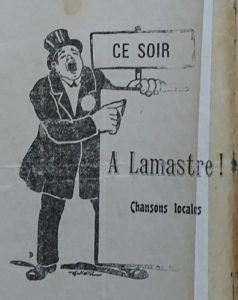 CE SOIR
A Lamastre !
Chansons locales